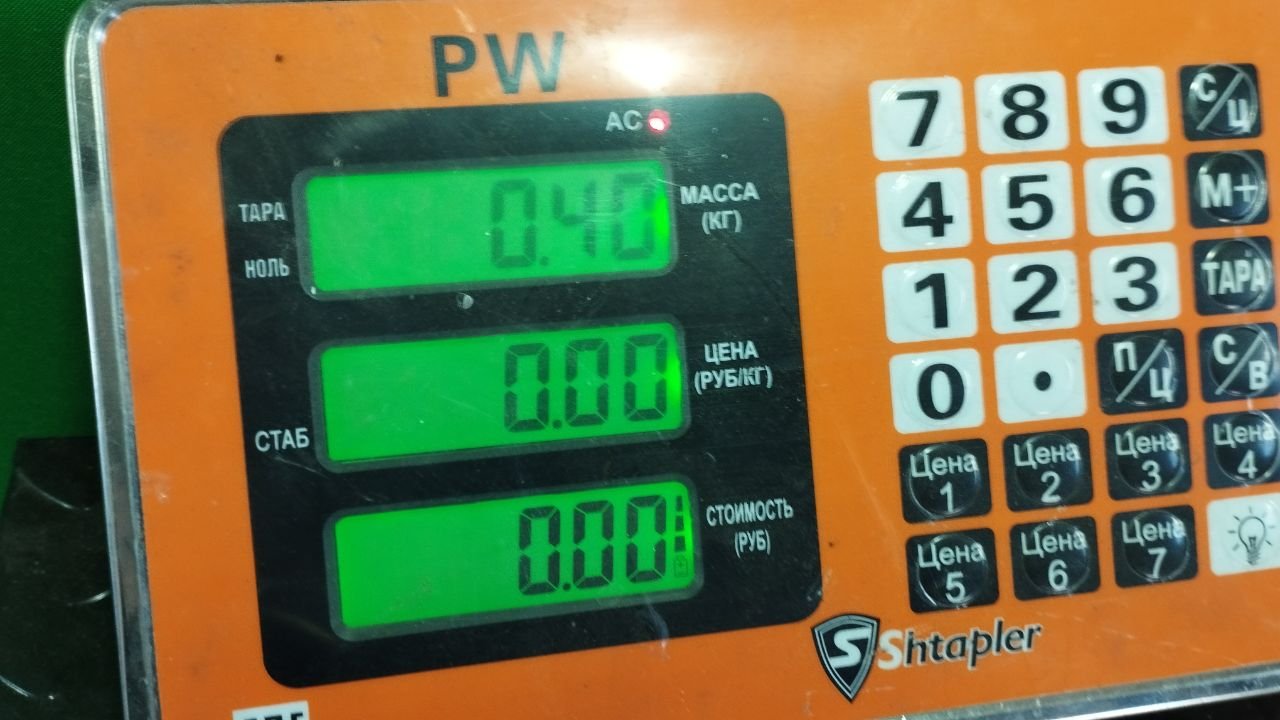 PW
AC
ТАРА
НОЛЬ
0.40
МАССА
(КГ)
0.00
ЦЕНА
(РУБ/КГ)
СТАБ
0.00
СТОИМОСТЬ
(РУБ)
7 8 9 С/Ц
4 5 6 М+
1 2 3 ТАРА
0 . П/Ц С/В
Цена 1 Цена 2 Цена 3 Цена 4
Цена 5 Цена 6 Цена 7
S Shtapler